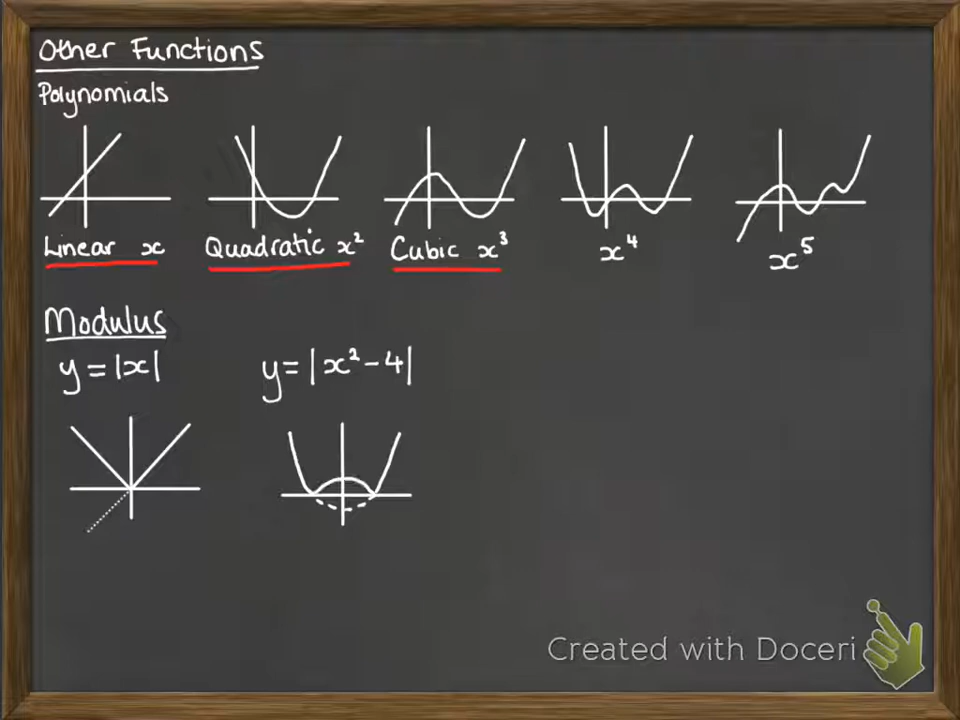 Other Functions
Polynomials
Linear x Quadratic x² Cubic x³ x⁴ x⁵
Modulus
y = |x| y = |x² - 4|
Created with Doceri